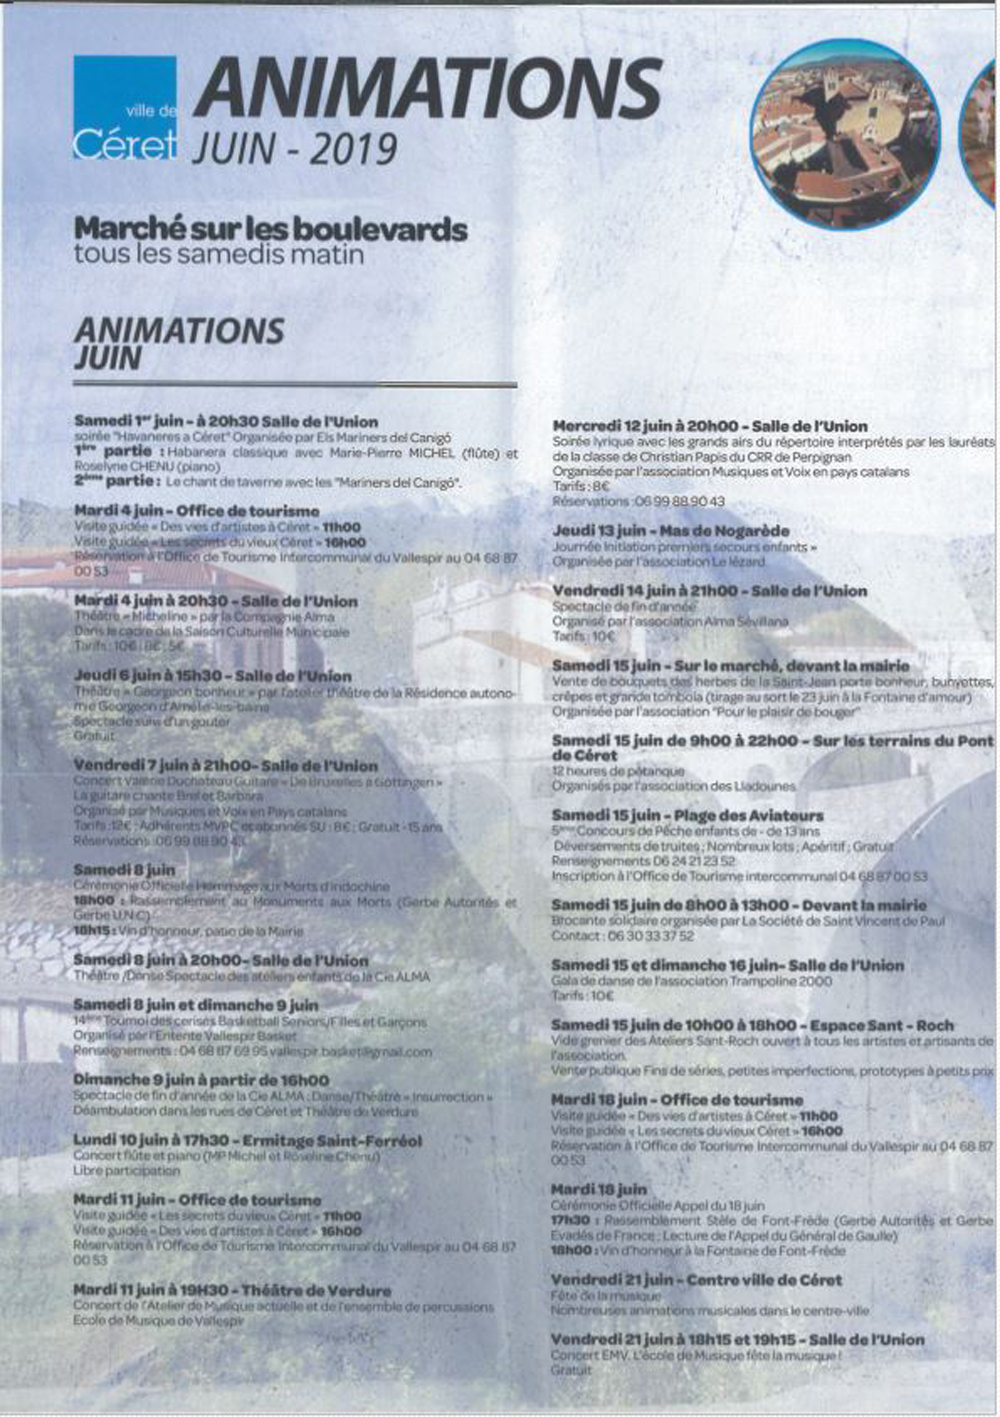 ville de
Céret
ANIMATIONS
JUIN - 2019
Marché sur les boulevards
tous les samedis matin
ANIMATIONS
JUIN
Samedi 1er juin - à 20h30 Salle de l'Union
soirée "Havaneres a Céret" Organisée par Els Mariners del Canigó
1ère partie : Habanera classique avec Marie-Pierre MICHEL (flûte) et
Roselyne CHENU (piano)
2ème partie : Le chant de taverne avec les "Mariners del Canigó".
Mardi 4 juin - Office de tourisme
Visite guidée « Des vies d'artistes à Céret » 11h00
Visite guidée « Les secrets du vieux Céret » 16h00
Réservation à l'Office de Tourisme Intercommunal du Vallespir au 04 68 87
00 53
Mardi 4 juin à 20h30 - Salle de l'Union
Théâtre « Micheline » par la Compagnie Alma
Dans le cadre de la Saison Culturelle Municipale
Tarifs : 10€ ; 8€ ; 5€
Jeudi 6 juin à 15h30 - Salle de l'Union
Théâtre « Georgeon bonheur » par l'atelier théâtre de la Résidence autono-
mie Georgeon d'Amélie-les-bains
Spectacle suivi d'un goûter
Gratuit
Vendredi 7 juin à 21h00- Salle de l'Union
Concert Valérie Duchateau Guitare « De Bruxelles à Göttingen »
La guitare chante Brel et Barbara
Organisé par Musiques et Voix en Pays catalans
Tarifs :12€ ; Adhérents MVPC et abonnés SU : 8€ ; Gratuit - 15 ans
Réservations :06 99 88 90 43
Samedi 8 juin
Cérémonie Officielle Hommage aux Morts d'Indochine
18h00 : Rassemblement au Monuments aux Morts (Gerbe Autorités et
Gerbe U.N.C)
18h15 : Vin d'honneur, patio de la Mairie
Samedi 8 juin à 20h00- Salle de l'Union
Théâtre /Danse Spectacle des ateliers enfants de la Cie ALMA
Samedi 8 juin et dimanche 9 juin
14ème Tournoi des cerises Basketball Seniors/Filles et Garçons
Organisé par l'Entente Vallespir Basket
Renseignements : 04 68 87 69 95 vallespir.basket@gmail.com
Dimanche 9 juin à partir de 16h00
Spectacle de fin d'année de la Cie ALMA : Danse/Théâtre « Insurrection »
Déambulation dans les rues de Céret et Théâtre de Verdure
Lundi 10 juin à 17h30 - Ermitage Saint-Ferréol
Concert flûte et piano (MP Michel et Roseline Chenu)
Libre participation
Mardi 11 juin - Office de tourisme
Visite guidée « Les secrets du vieux Céret » 11h00
Visite guidée « Des vies d'artistes à Céret » 16h00
Réservation à l'Office de Tourisme Intercommunal du Vallespir au 04 68 87
00 53
Mardi 11 juin à 19H30 - Théâtre de Verdure
Concert de l'Atelier de Musique actuelle et de l'ensemble de percussions
Ecole de Musique de Vallespir
Mercredi 12 juin à 20h00 - Salle de l'Union
Soirée lyrique avec les grands airs du répertoire interprétés par les lauréats
de la classe de Christian Papis du CRR de Perpignan
Organisée par l'association Musiques et Voix en pays catalans
Tarifs : 8€
Réservations :06 99 88 90 43
Jeudi 13 juin - Mas de Nogarède
Journée Initiation premiers secours enfants »
Organisée par l'association Le lézard
Vendredi 14 juin à 21h00 - Salle de l'Union
Spectacle de fin d'année
Organisé par l'association Alma Sévillana
Tarifs : 10€
Samedi 15 juin - Sur le marché, devant la mairie
Vente de bouquets des herbes de la Saint-Jean porte bonheur, bunyettes,
crêpes et grande tombola (tirage au sort le 23 juin à la Fontaine d'amour)
Organisée par l'association "Pour le plaisir de bouger"
Samedi 15 juin de 9h00 à 22h00 - Sur les terrains du Pont
de Céret
12 heures de pétanque
Organisés par l'association des Lladounes
Samedi 15 juin - Plage des Aviateurs
5ème Concours de Pêche enfants de - de 13 ans
Déversements de truites ; Nombreux lots ; Apéritif ; Gratuit
Renseignements 06 24 21 23 52
Inscription à l'Office de Tourisme intercommunal 04 68 87 00 53
Samedi 15 juin de 8h00 à 13h00 - Devant la mairie
Brocante solidaire organisée par La Société de Saint Vincent de Paul
Contact : 06 30 33 37 52
Samedi 15 et dimanche 16 juin- Salle de l'Union
Gala de danse de l'association Trampoline 2000
Tarifs : 10€
Samedi 15 juin de 10h00 à 18h00 - Espace Sant - Roch
Vide grenier des Ateliers Sant-Roch ouvert à tous les artistes et artisans de
l'association.
Vente publique Fins de séries, petites imperfections, prototypes à petits prix
Mardi 18 juin - Office de tourisme
Visite guidée « Des vies d'artistes à Céret » 11h00
Visite guidée « Les secrets du vieux Céret » 16h00
Réservation à l'Office de Tourisme Intercommunal du Vallespir au 04 68 87
00 53
Mardi 18 juin
Cérémonie Officielle Appel du 18 juin
17h30 : Rassemblement Stèle de Font-Frède (Gerbe Autorités et Gerbe
Evadés de France ; Lecture de l'Appel du Général de Gaulle)
18h00 : Vin d'honneur à la Fontaine de Font-Frède
Vendredi 21 juin - Centre ville de Céret
Fête de la musique
Nombreuses animations musicales dans le centre-ville
Vendredi 21 juin à 18h15 et 19h15 - Salle de l'Union
Concert EMV. L'école de Musique fête la musique !
Gratuit